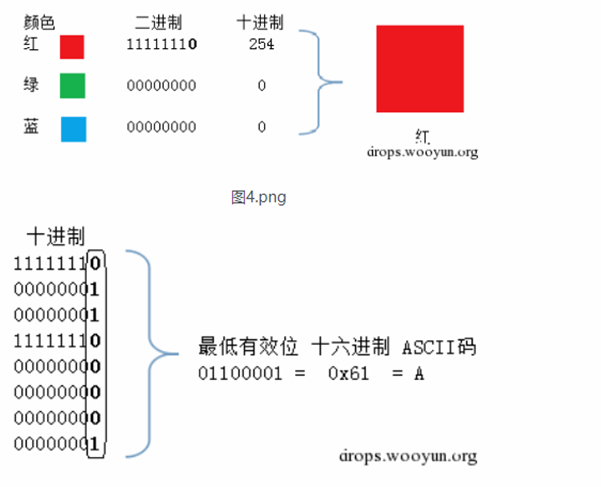 颜色 二进制 十进制
红 11111110 254
绿 00000000 0
蓝 00000000 0
红
drops.wooyun.org
图4.png
十进制
11111110
00000001
00000001
11111110
00000000
00000000
00000000
00000001
最低有效位 十六进制 ASCII码
01100001 = 0x61 = A
drops.wooyun.org